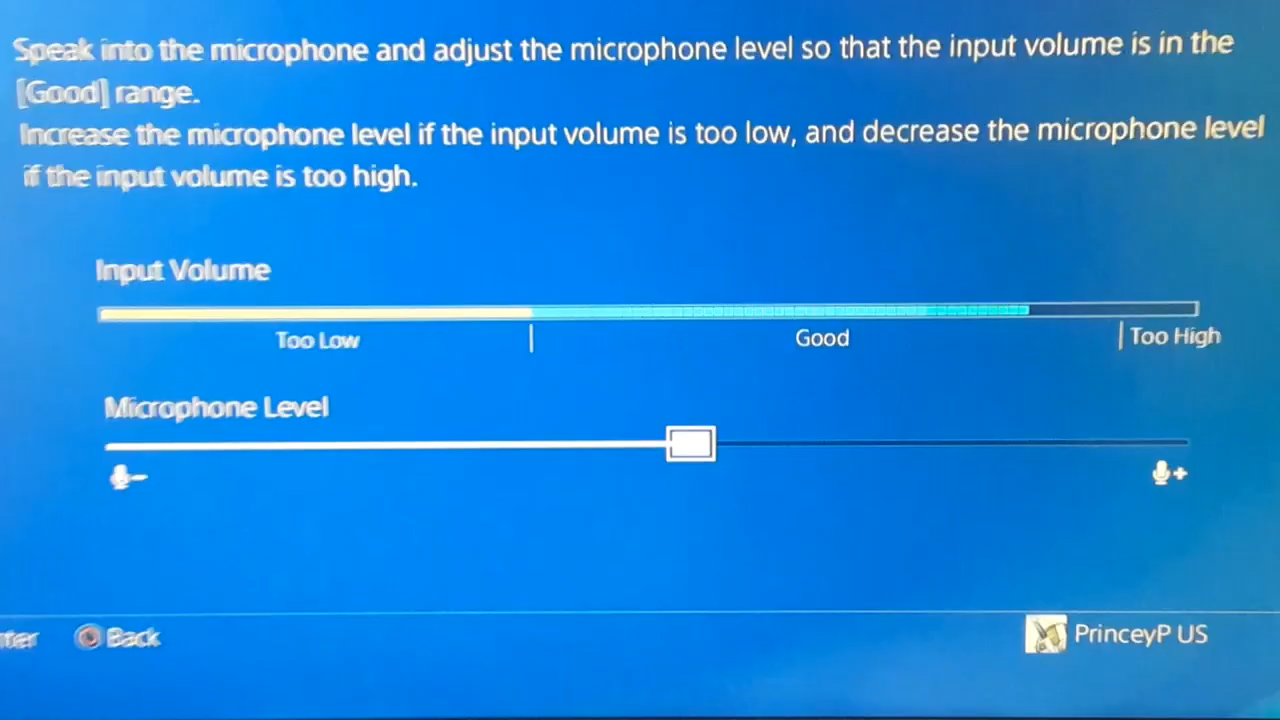 Speak into the microphone and adjust the microphone level so that the input volume is in the
[Good] range.
Increase the microphone level if the input volume is too low, and decrease the microphone level
if the input volume is too high.
Input Volume
Too Low | Good | Too High
Microphone Level
Back PrinceyP US